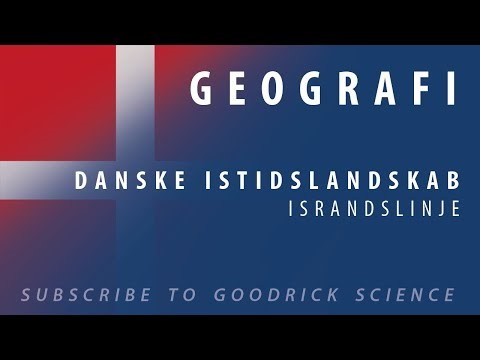 GEOGRAFI
DANSKE ISTIDSLANDSKAB
ISRANDSLINJE
SUBSCRIBE TO GOODRICK SCIENCE